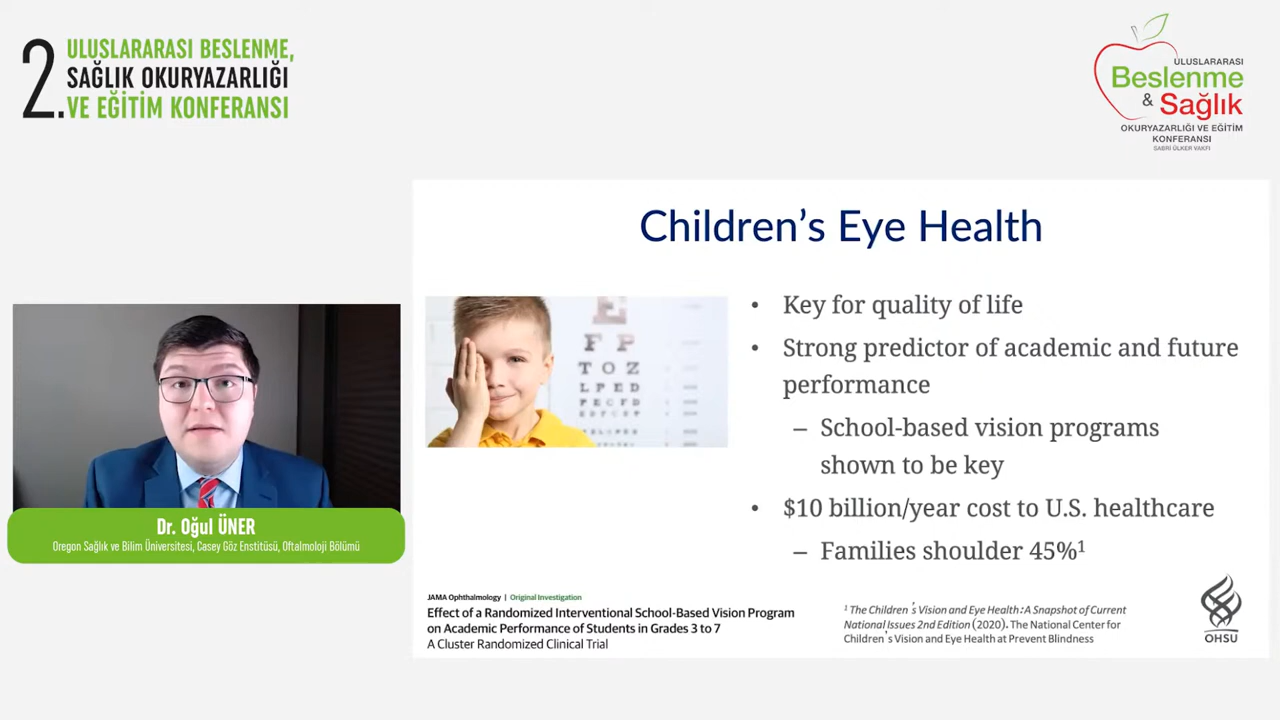 2.
ULUSLARARASI BESLENME,
SAĞLIK OKURYAZARLIĞI
VE EĞİTİM KONFERANSI
ULUSLARARASI
Beslenme
& Sağlık
OKURYAZARLIĞI VE EĞİTİM
KONFERANSI
SABRİ ÜLKER VAKFI
Children's Eye Health
E
F P
T O Z
L P E D
P E C F D
E D F C Z P
• Key for quality of life
• Strong predictor of academic and future
performance
– School-based vision programs
shown to be key
• $10 billion/year cost to U.S. healthcare
– Families shoulder 45%¹
Dr. Oğul ÜNER
Oregon Sağlık ve Bilim Üniversitesi, Casey Göz Enstitüsü, Oftalmoloji Bölümü
JAMA Ophthalmology | Original Investigation
Effect of a Randomized Interventional School-Based Vision Program
on Academic Performance of Students in Grades 3 to 7
A Cluster Randomized Clinical Trial
¹ The Children's Vision and Eye Health: A Snapshot of Current
National Issues 2nd Edition (2020). The National Center for
Children's Vision and Eye Health at Prevent Blindness
OHSU